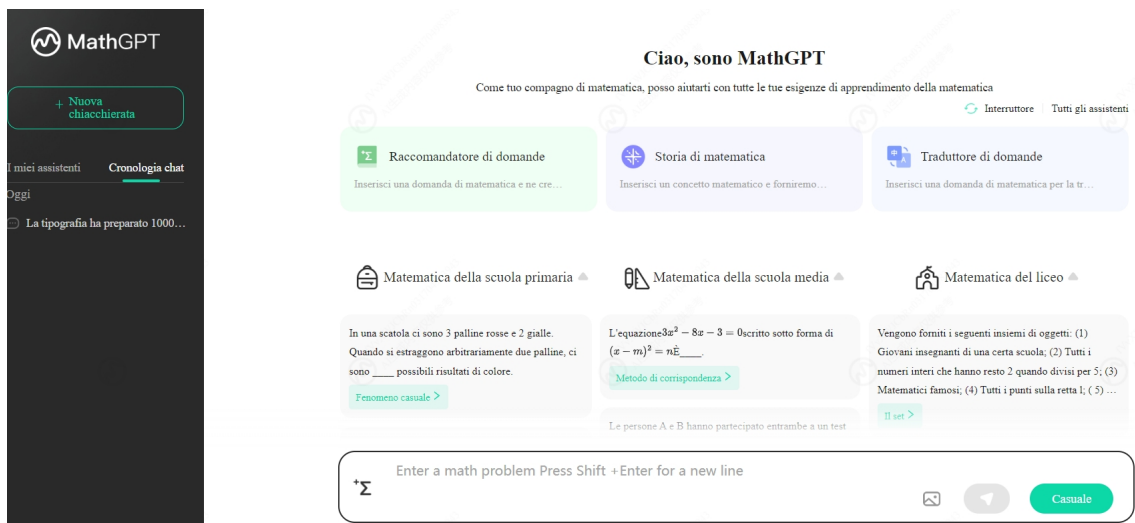 MathGPT
+ Nuova
chiacchierata
I miei assistenti Cronologia chat
Oggi
La tipografia ha preparato 1000…
Ciao, sono MathGPT
Come tuo compagno di matematica, posso aiutarti con tutte le tue esigenze di apprendimento della matematica
Interruttore Tutti gli assistenti
Raccomandatore di domande
Inserisci una domanda di matematica e ne cre…
Storia di matematica
Inserisci un concetto matematico e forniremo…
Traduttore di domande
Inserisci una domanda di matematica per la tr…
Matematica della scuola primaria
In una scatola ci sono 3 palline rosse e 2 gialle.
Quando si estraggono arbitrariamente due palline, ci
sono ____ possibili risultati di colore.
Fenomeno casuale >
Matematica della scuola media
L'equazione3x² − 8x − 3 = 0scritto sotto forma di
(x − m)² = nÈ____.
Metodo di corrispondenza >
Le persone A e B hanno partecipato entrambe a un test
Matematica del liceo
Vengono forniti i seguenti insiemi di oggetti: (1)
Giovani insegnanti di una certa scuola; (2) Tutti i
numeri interi che hanno resto 2 quando divisi per 5; (3)
Matematici famosi; (4) Tutti i punti sulla retta l; ( 5) …
Il set >
Enter a math problem Press Shift +Enter for a new line
+Σ
Casuale